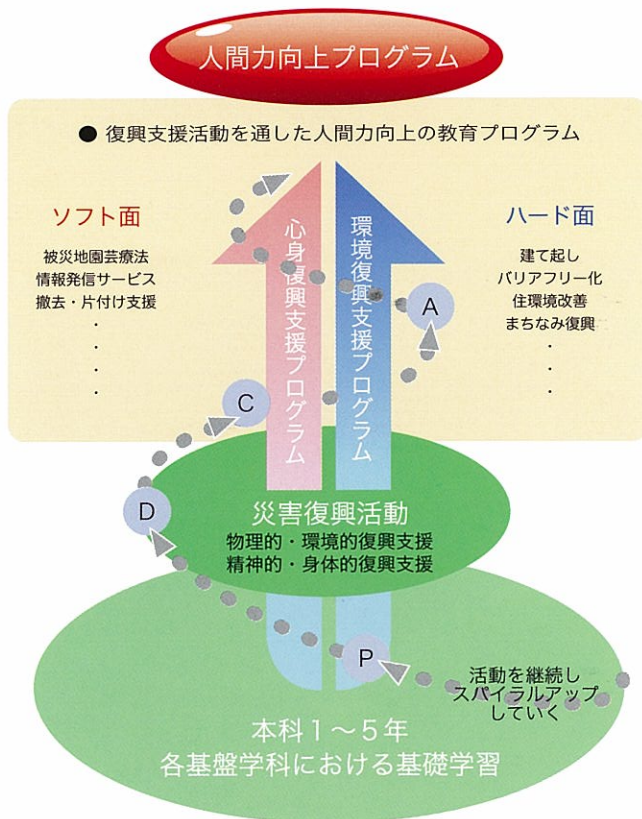 人間力向上プログラム
● 復興支援活動を通した人間力向上の教育プログラム
ソフト面
被災地園芸療法
情報発信サービス
撤去・片付け支援
・
・
・
・
ハード面
建て起し
バリアフリー化
住環境改善
まちなみ復興
・
・
・
心身復興支援プログラム
環境復興支援プログラム
A
C
D
災害復興活動
物理的・環境的復興支援
精神的・身体的復興支援
P
活動を継続し
スパイラルアップ
していく
本科1～5年
各基盤学科における基礎学習